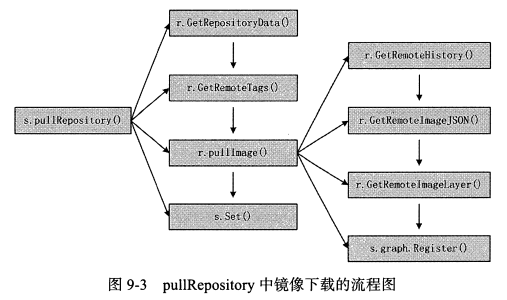 r.GetRepositoryData()
r.GetRemoteTags()
s.pullRepository()
r.pullImage()
s.Set()
r.GetRemoteHistory()
r.GetRemoteImageJSON()
r.GetRemoteImageLayer()
s.graph.Register()
图 9-3 pullRepository 中镜像下载的流程图